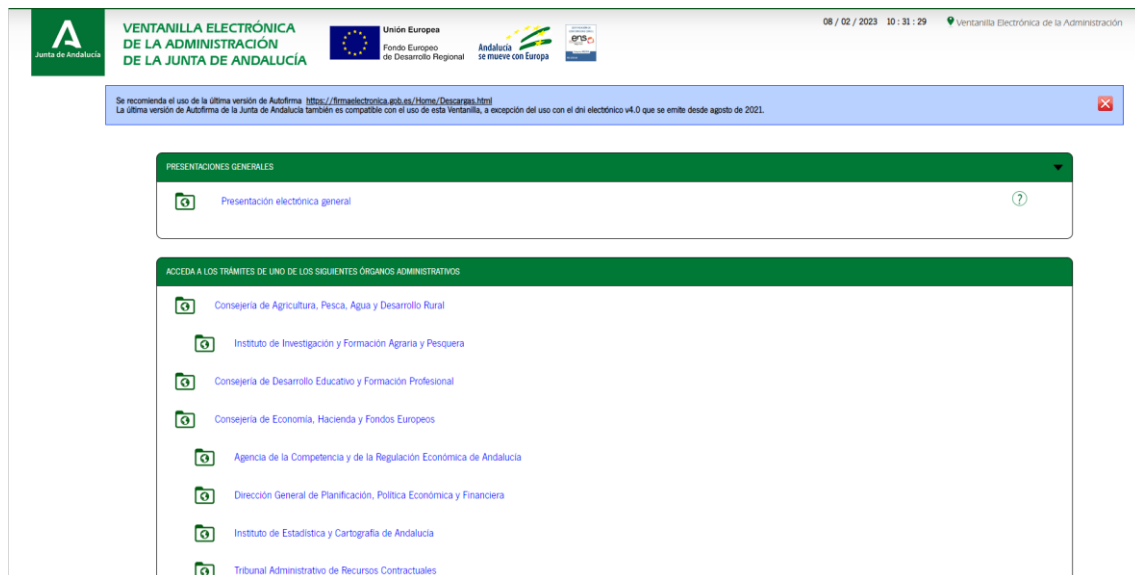 Junta de Andalucía
VENTANILLA ELECTRÓNICA
DE LA ADMINISTRACIÓN
DE LA JUNTA DE ANDALUCÍA
Unión Europea
Fondo Europeo
de Desarrollo Regional
Andalucía
se mueve con Europa
ens
08 / 02 / 2023 10 : 31 : 29
Ventanilla Electrónica de la Administración
Se recomienda el uso de la última versión de Autofirma https://firmaelectronica.gob.es/Home/Descargas.html
La última versión de Autofirma de la Junta de Andalucía también es compatible con el uso de esta Ventanilla, a excepción del uso con el dni electrónico v4.0 que se emite desde agosto de 2021.
PRESENTACIONES GENERALES
Presentación electrónica general
?
ACCEDA A LOS TRÁMITES DE UNO DE LOS SIGUIENTES ÓRGANOS ADMINISTRATIVOS
Consejería de Agricultura, Pesca, Agua y Desarrollo Rural
Instituto de Investigación y Formación Agraria y Pesquera
Consejería de Desarrollo Educativo y Formación Profesional
Consejería de Economía, Hacienda y Fondos Europeos
Agencia de la Competencia y de la Regulación Económica de Andalucía
Dirección General de Planificación, Política Económica y Financiera
Instituto de Estadística y Cartografía de Andalucía
Tribunal Administrativo de Recursos Contractuales